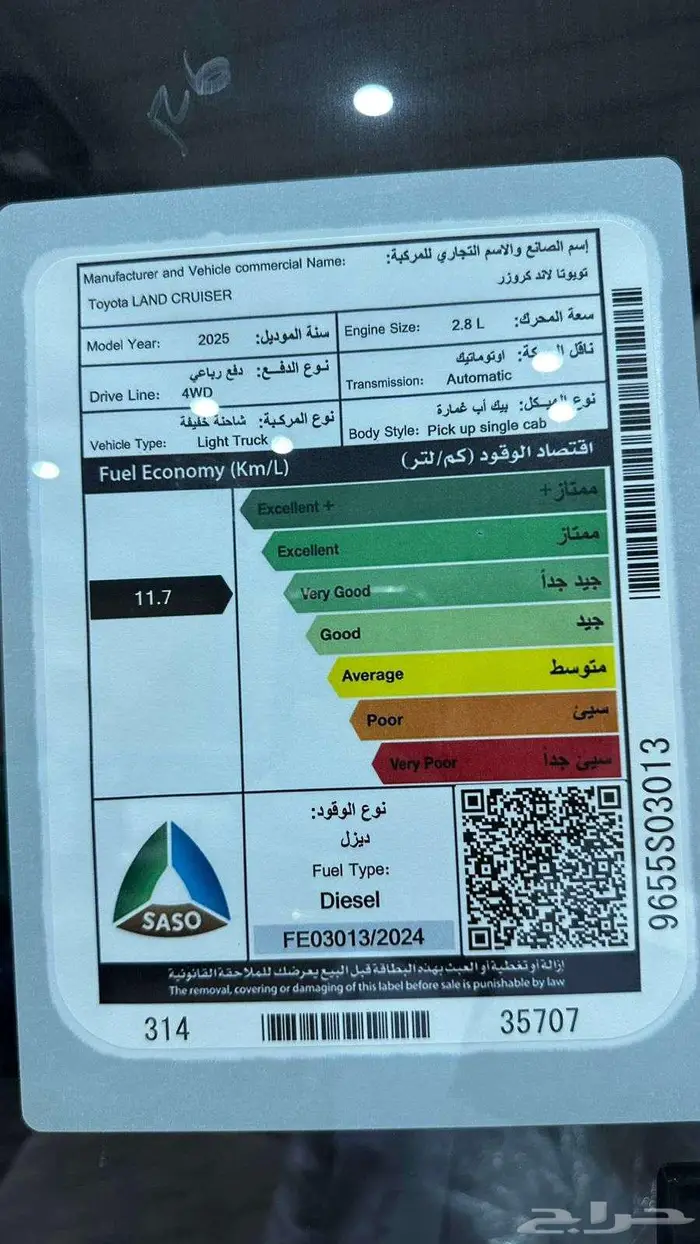 إسم الصانع والاسم التجاري للمركبة:
Manufacturer and Vehicle commercial Name:
تويوتا لاند كروزر
Toyota LAND CRUISER
Model Year: 2025 سنة الموديل:
Engine Size: 2.8 L سعة المحرك:
نوع الدفع: دفع رباعي
Drive Line: 4WD
ناقل اوتوماتيك
Transmission: Automatic
نوع المركبة: شاحنة خفيفة
Vehicle Type: Light Truck
نوع بيك أب غمارة
Body Style: Pick up single cab
Fuel Economy (Km/L) اقتصاد الوقود (كم/لتر)
Excellent + ممتاز+
Excellent ممتاز
11.7
Very Good جيد جداً
Good جيد
Average متوسط
Poor سيئ
Very Poor سيئ جداً
SASO
نوع الوقود:
ديزل
Fuel Type:
Diesel
FE03013/2024
9655S03013
إزالة أو تغطية أو العبث بهذه البطاقة قبل البيع يعرضك للملاحقة القانونية
The removal, covering or damaging of this label before sale is punishable by law
314 35707
حراج